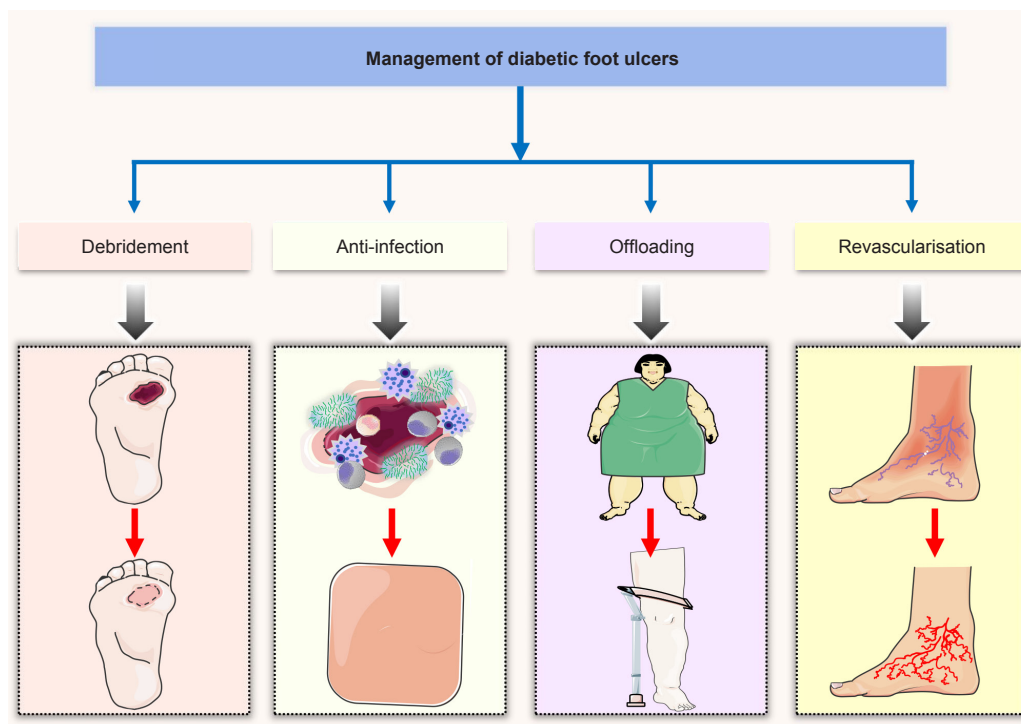 Management of diabetic foot ulcers
Debridement
Anti-infection
Offloading
Revascularisation